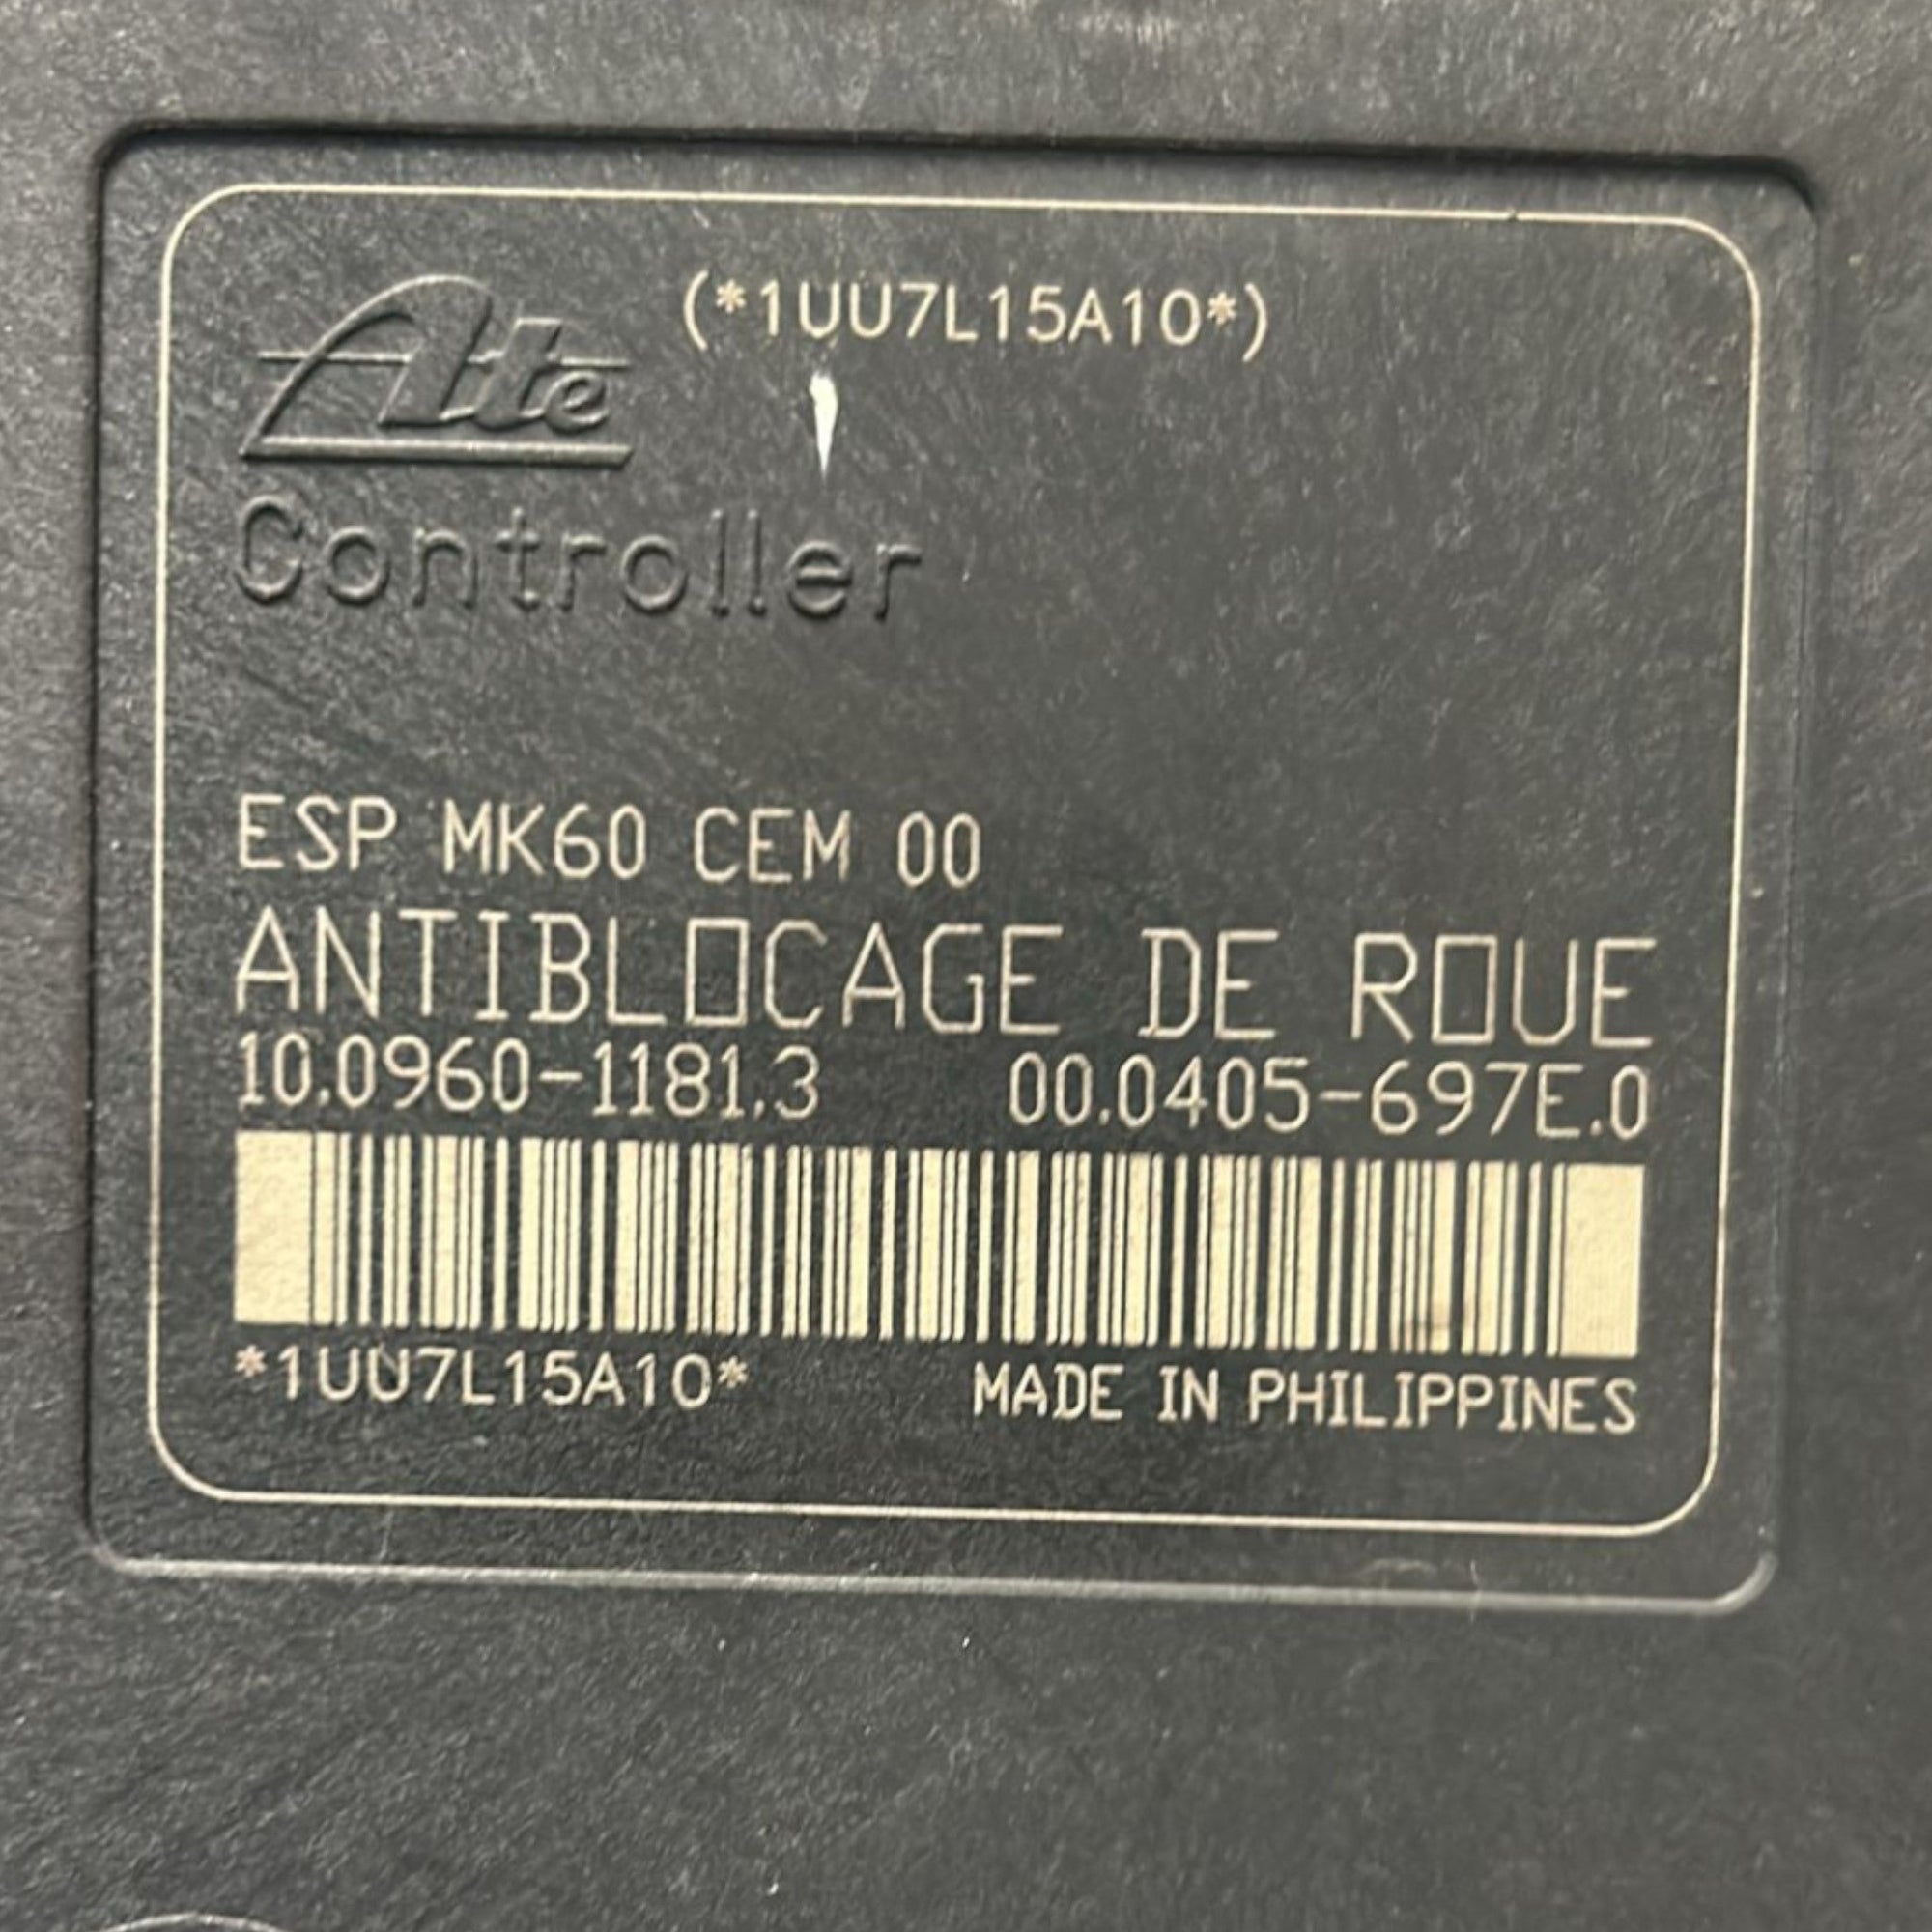 (*1UU7L15A10*)
Ate
Controller
ESP MK60 CEM 00
ANTIBLOCAGE DE ROUE
10.0960-1181.3 00.0405-697E.0
*1UU7L15A10* MADE IN PHILIPPINES